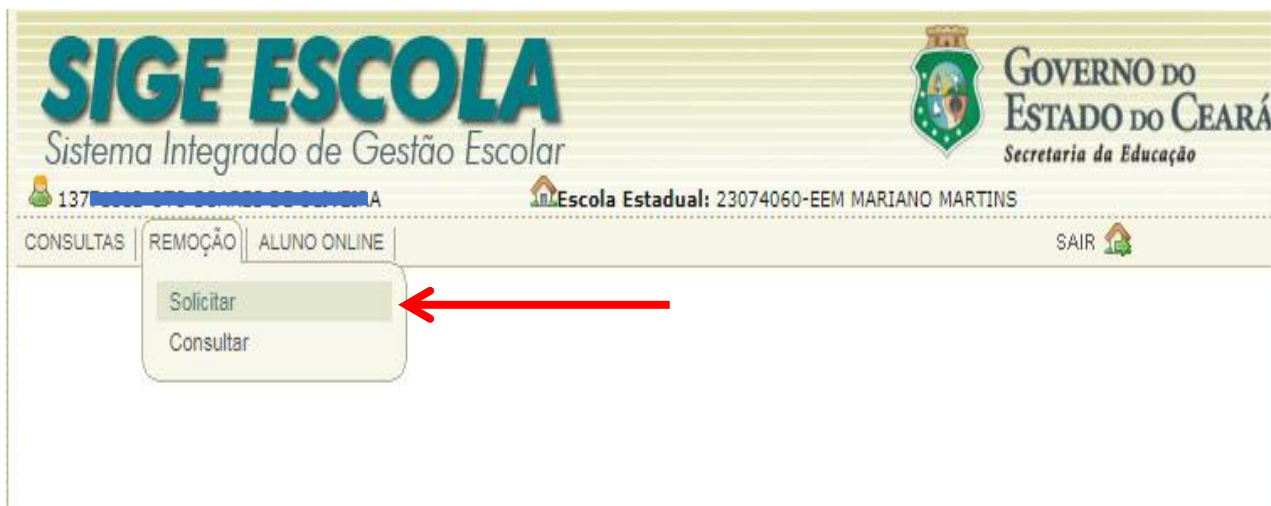 SIGE ESCOLA
Sistema Integrado de Gestão Escolar
GOVERNO DO
ESTADO DO CEARÁ
Secretaria da Educação
137
Escola Estadual: 23074060-EEM MARIANO MARTINS
CONSULTAS REMOÇÃO ALUNO ONLINE SAIR
Solicitar
Consultar